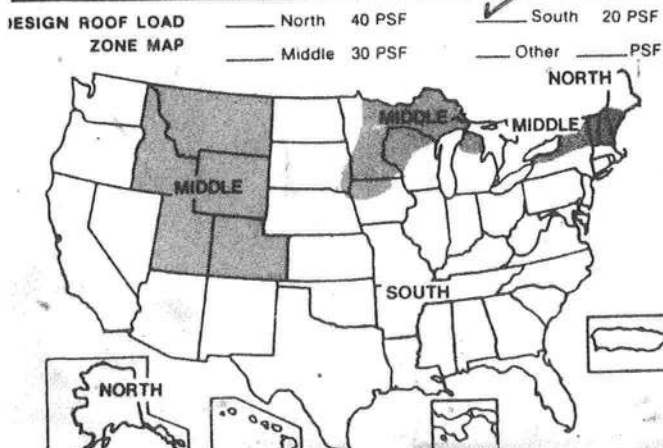 DESIGN ROOF LOAD
ZONE MAP
North 40 PSF
South 20 PSF
Middle 30 PSF
Other PSF
NORTH
MIDDLE
MIDDLE
MIDDLE
SOUTH
NORTH